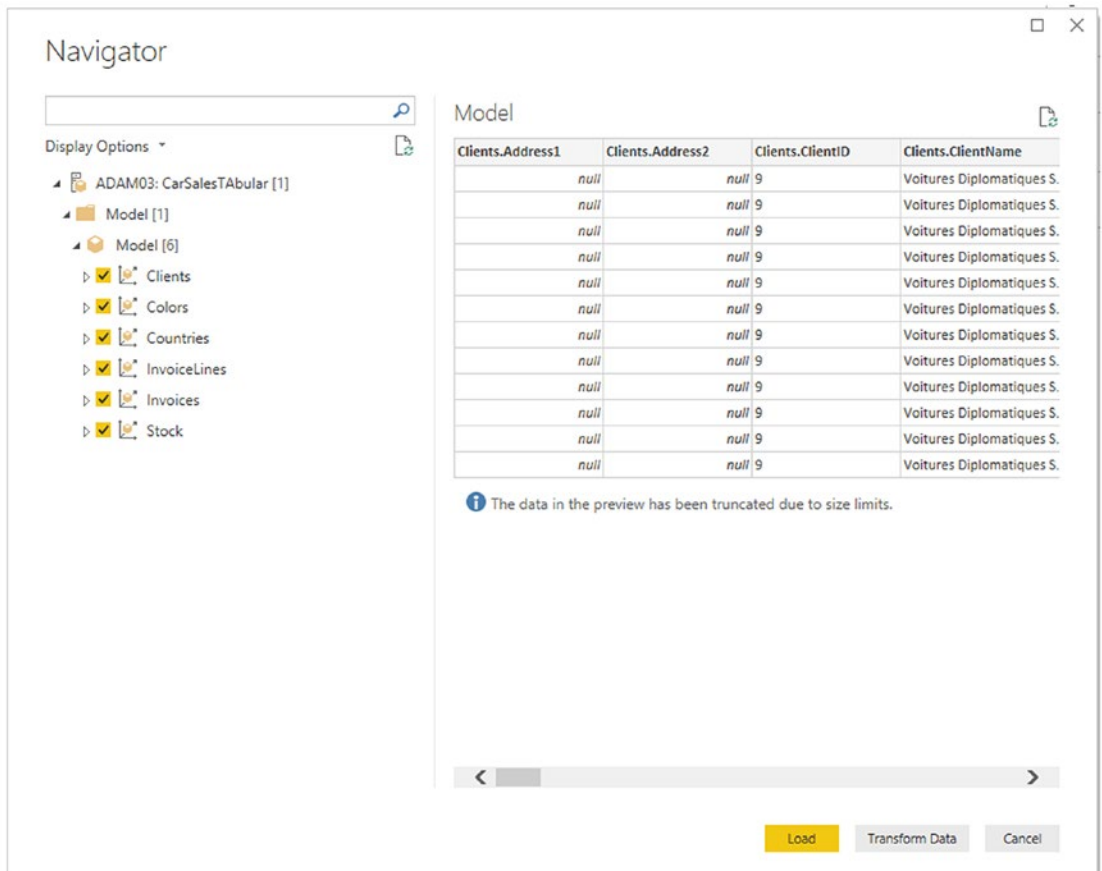 Navigator
Display Options
ADAM03: CarSalesTAbular [1]
Model [1]
Model [6]
Clients
Colors
Countries
InvoiceLines
Invoices
Stock
Model
Clients.Address1 Clients.Address2 Clients.ClientID Clients.ClientName
null null 9 Voitures Diplomatiques S.
null null 9 Voitures Diplomatiques S.
null null 9 Voitures Diplomatiques S.
null null 9 Voitures Diplomatiques S.
null null 9 Voitures Diplomatiques S.
null null 9 Voitures Diplomatiques S.
null null 9 Voitures Diplomatiques S.
null null 9 Voitures Diplomatiques S.
null null 9 Voitures Diplomatiques S.
null null 9 Voitures Diplomatiques S.
null null 9 Voitures Diplomatiques S.
null null 9 Voitures Diplomatiques S.
The data in the preview has been truncated due to size limits.
Load Transform Data Cancel